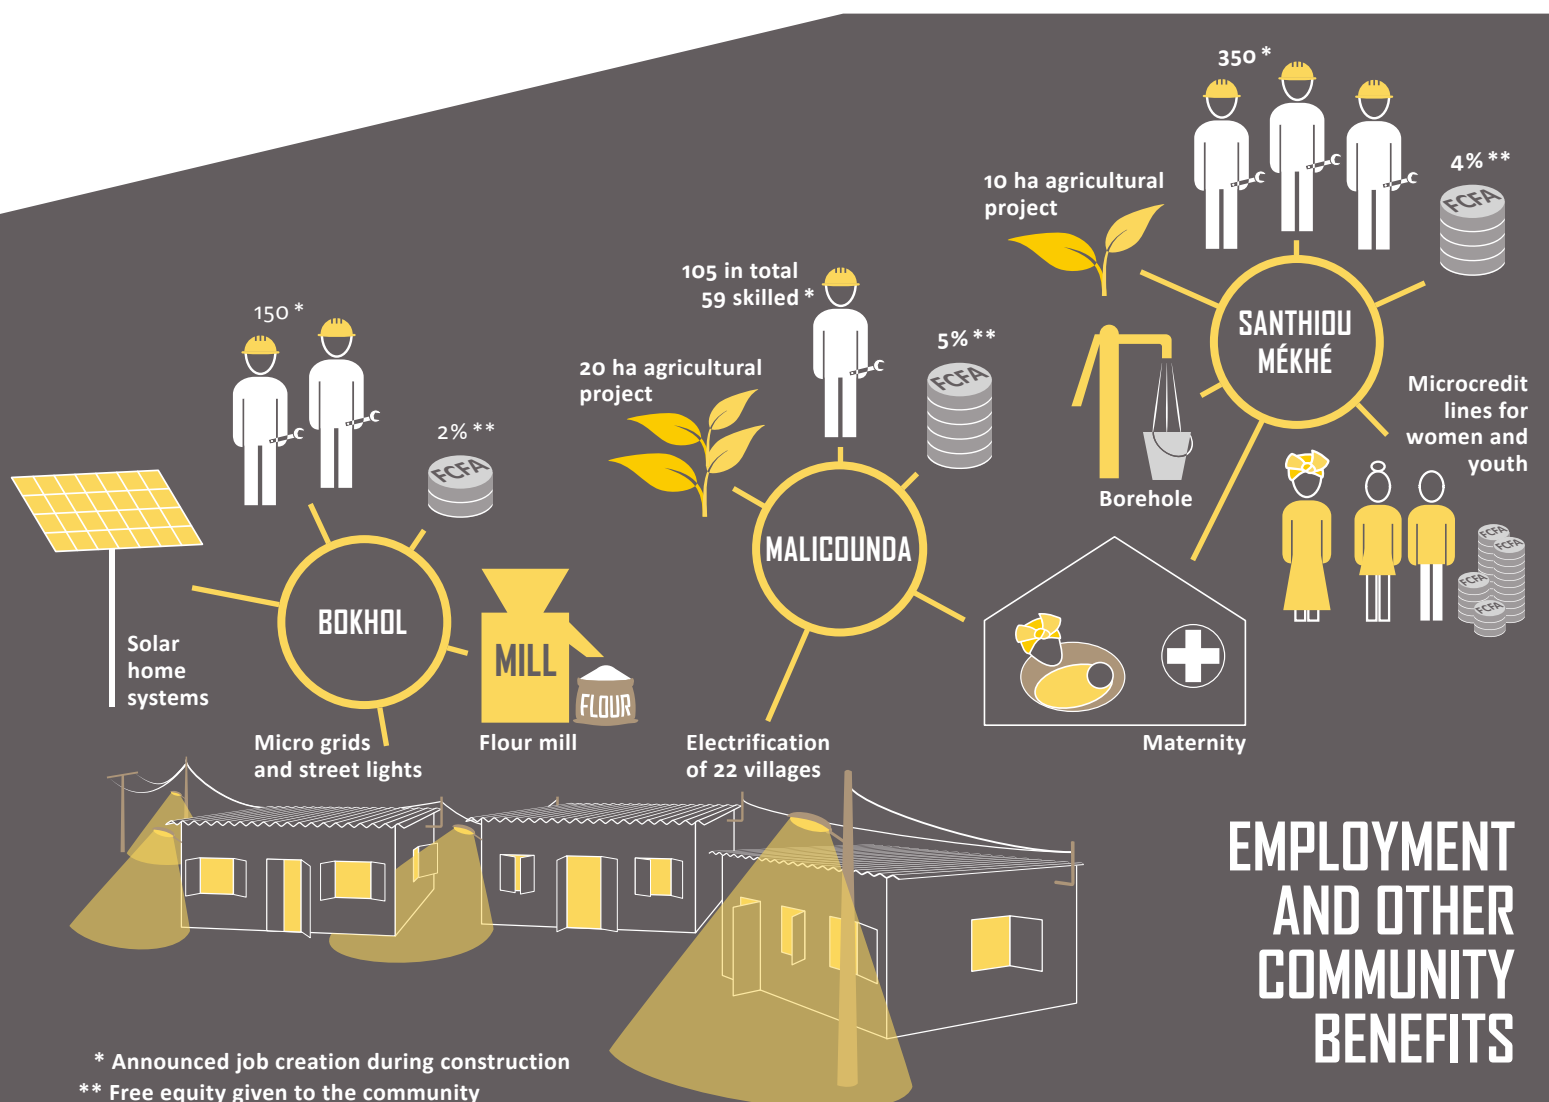 350 *
4% **
FCFA
10 ha agricultural
project
SANTHIOU
MÉKHÉ
Borehole
Microcredit
lines for
women and
youth
FCFA
FCFA
FCFA
FCFA
105 in total
59 skilled *
5% **
FCFA
20 ha agricultural
project
MALICOUNDA
Maternity
Electrification
of 22 villages
150 *
2% **
FCFA
BOKHOL
Solar
home
systems
MILL
FLOUR
Flour mill
Micro grids
and street lights
EMPLOYMENT
AND OTHER
COMMUNITY
BENEFITS
* Announced job creation during construction
** Free equity given to the community